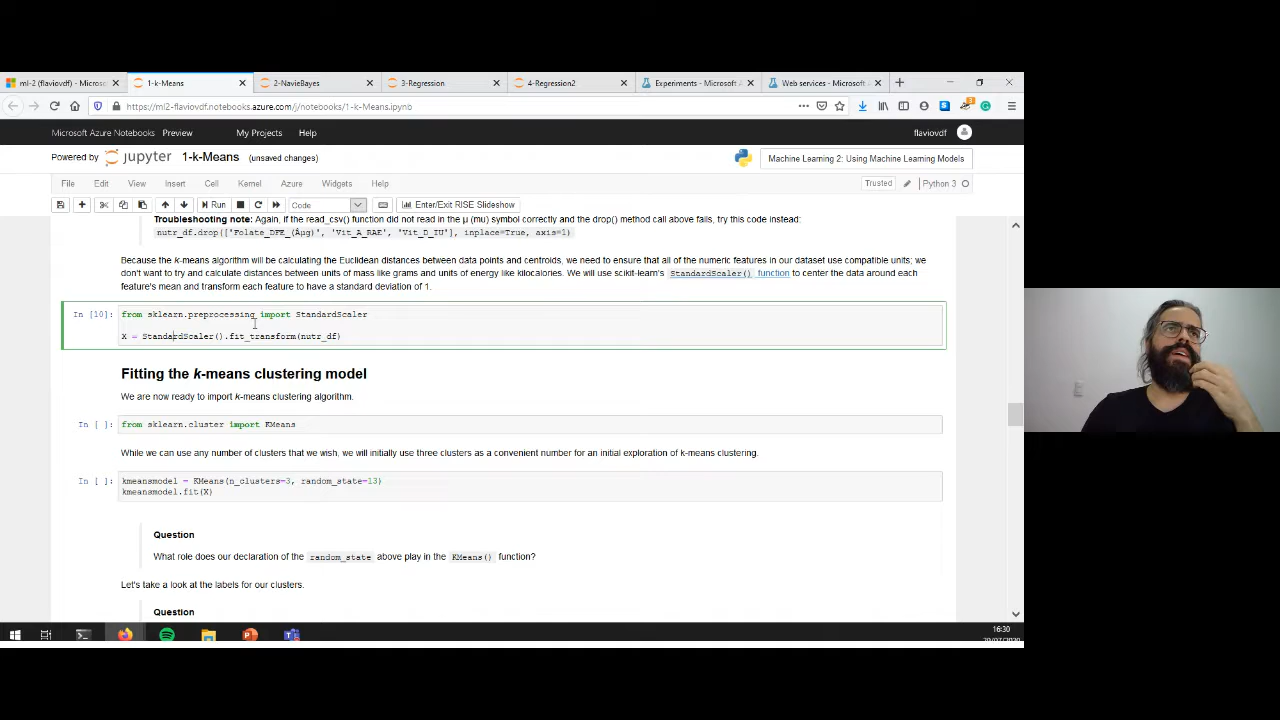 ml-2 (flaviovdf) - Microso
1-k-Means
2-NavieBayes
3-Regression
4-Regression2
Experiments - Microsoft A
Web services - Microsoft
https://ml2-flaviovdf.notebooks.azure.com/j/notebooks/1-k-Means.ipynb
Microsoft Azure Notebooks Preview My Projects Help flaviovdf
Powered by jupyter 1-k-Means (unsaved changes) Machine Learning 2: Using Machine Learning Models
File Edit View Insert Cell Kernel Azure Widgets Help Trusted Python 3
Run Code Enter/Exit RISE Slideshow
Troubleshooting note: Again, if the read_csv() function did not read in the µ (mu) symbol correctly and the drop() method call above fails, try this code instead:
nutr_df.drop(['Folate_DFE_(Âµg)', 'Vit_A_RAE', 'Vit_D_IU'], inplace=True, axis=1)
Because the k-means algorithm will be calculating the Euclidean distances between data points and centroids, we need to ensure that all of the numeric features in our dataset use compatible units; we
don't want to try and calculate distances between units of mass like grams and units of energy like kilocalories. We will use scikit-learn's StandardScaler() function to center the data around each
feature's mean and transform each feature to have a standard deviation of 1.
In [10]: from sklearn.preprocessing import StandardScaler
X = StandardScaler().fit_transform(nutr_df)
Fitting the k-means clustering model
We are now ready to import k-means clustering algorithm.
In [ ]: from sklearn.cluster import KMeans
While we can use any number of clusters that we wish, we will initially use three clusters as a convenient number for an initial exploration of k-means clustering.
In [ ]: kmeansmodel = KMeans(n_clusters=3, random_state=13)
kmeansmodel.fit(X)
Question
What role does our declaration of the random_state above play in the KMeans() function?
Let's take a look at the labels for our clusters.
Question
16:30